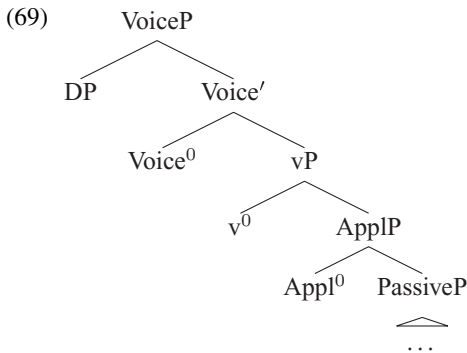 (69) VoiceP
DP Voice′
Voice⁰ vP
v⁰ ApplP
Appl⁰ PassiveP
...